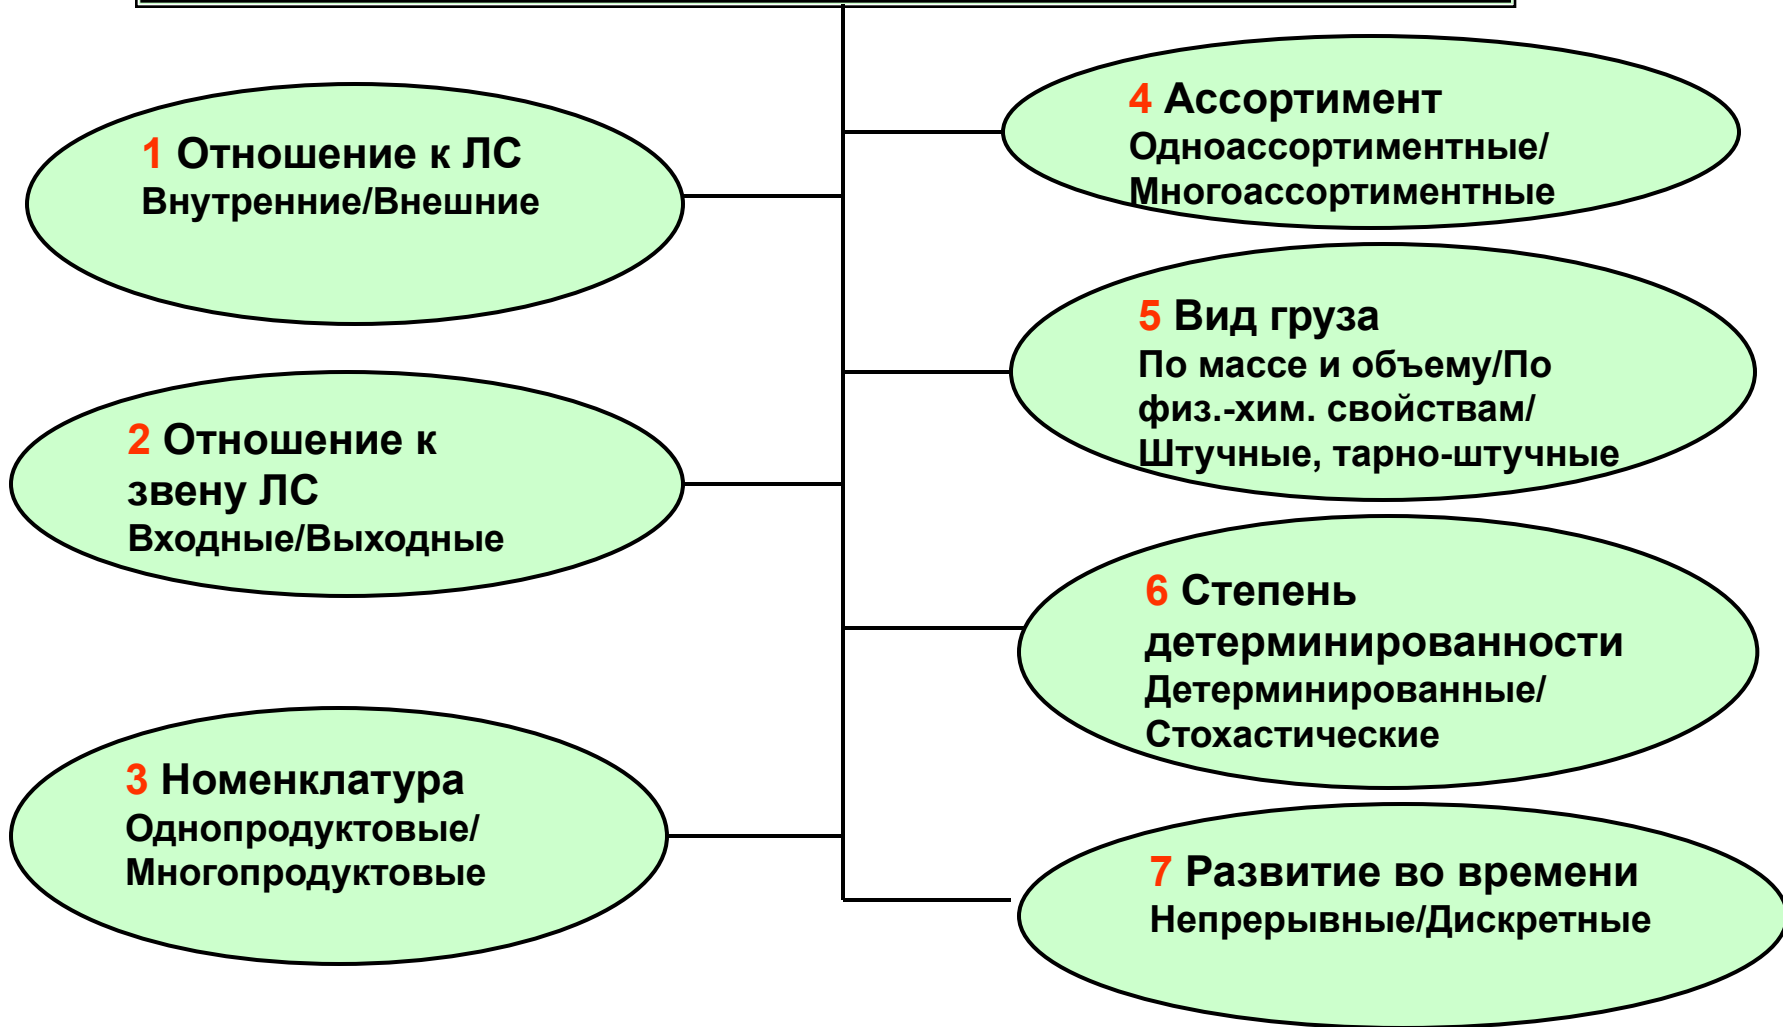 1 Отношение к ЛС
Внутренние/Внешние
2 Отношение к
звену ЛС
Входные/Выходные
3 Номенклатура
Однопродуктовые/
Многопродуктовые
4 Ассортимент
Одноассортиментные/
Многоассортиментные
5 Вид груза
По массе и объему/По
физ.-хим. свойствам/
Штучные, тарно-штучные
6 Степень
детерминированности
Детерминированные/
Стохастические
7 Развитие во времени
Непрерывные/Дискретные